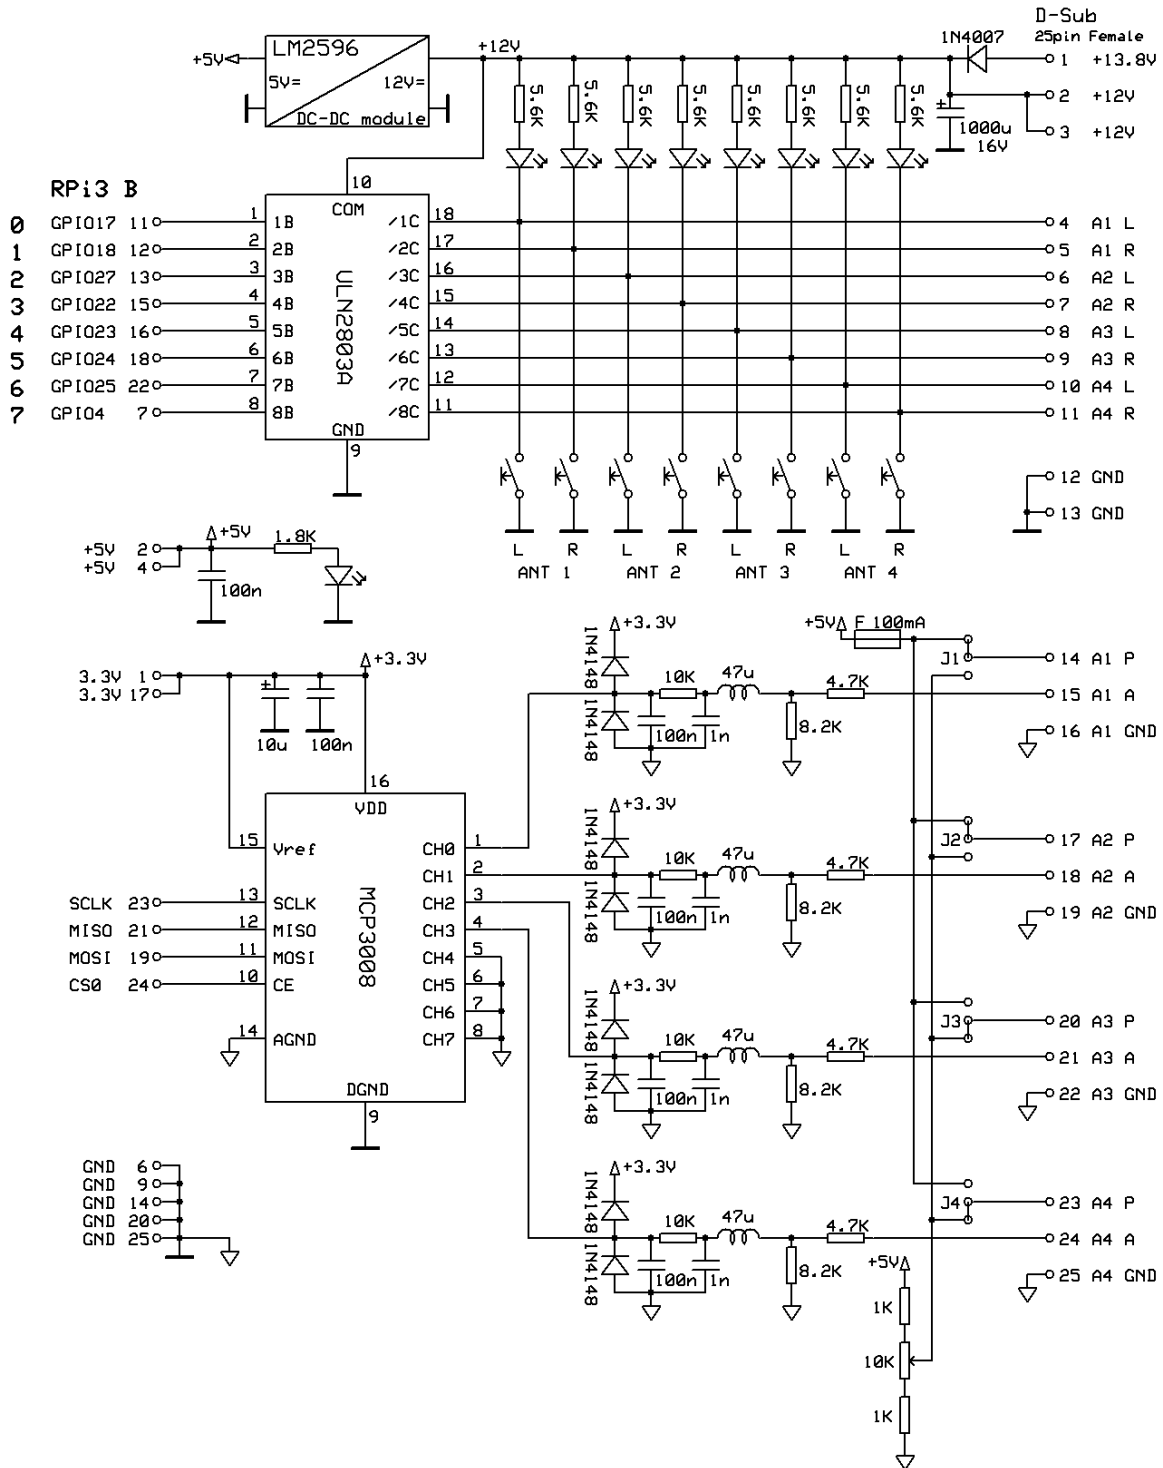 D-Sub
25pin Female
LM2596
+5V
5V=
12V=
DC-DC module
+12V
1N4007
1 +13.8V
2 +12V
3 +12V
5.6K 5.6K 5.6K 5.6K 5.6K 5.6K 5.6K 5.6K
+
1000u
16V
RPi3 B
10
COM
ULN2803A
0 GPIO17 11 1 1B /1C 18 4 A1 L
1 GPIO18 12 2 2B /2C 17 5 A1 R
2 GPIO27 13 3 3B /3C 16 6 A2 L
3 GPIO22 15 4 4B /4C 15 7 A2 R
4 GPIO23 16 5 5B /5C 14 8 A3 L
5 GPIO24 18 6 6B /6C 13 9 A3 R
6 GPIO25 22 7 7B /7C 12 10 A4 L
7 GPIO4 7 8 8B /8C 11 11 A4 R
GND
9
12 GND
13 GND
L R L R L R L R
ANT 1 ANT 2 ANT 3 ANT 4
+5V 2
+5V 4
+5V
1.8K
100n
3.3V 1
3.3V 17
+3.3V
+
10u
100n
16
VDD
MCP3008
15 Vref
SCLK 23 13 SCLK
MISO 21 12 MISO
MOSI 19 11 MOSI
CS0 24 10 CE
14 AGND
DGND
9
CH0 1
CH1 2
CH2 3
CH3 4
CH4 5
CH5 6
CH6 7
CH7 8
GND 6
GND 9
GND 14
GND 20
GND 25
+5V F 100mA
+3.3V
1N4148
1N4148
10K
47u
4.7K
100n
1n
8.2K
J1
14 A1 P
15 A1 A
16 A1 GND
+3.3V
1N4148
1N4148
10K
47u
4.7K
100n
1n
8.2K
J2
17 A2 P
18 A2 A
19 A2 GND
+3.3V
1N4148
1N4148
10K
47u
4.7K
100n
1n
8.2K
J3
20 A3 P
21 A3 A
22 A3 GND
+3.3V
1N4148
1N4148
10K
47u
4.7K
100n
1n
8.2K
J4
23 A4 P
24 A4 A
25 A4 GND
+5V
1K
10K
1K